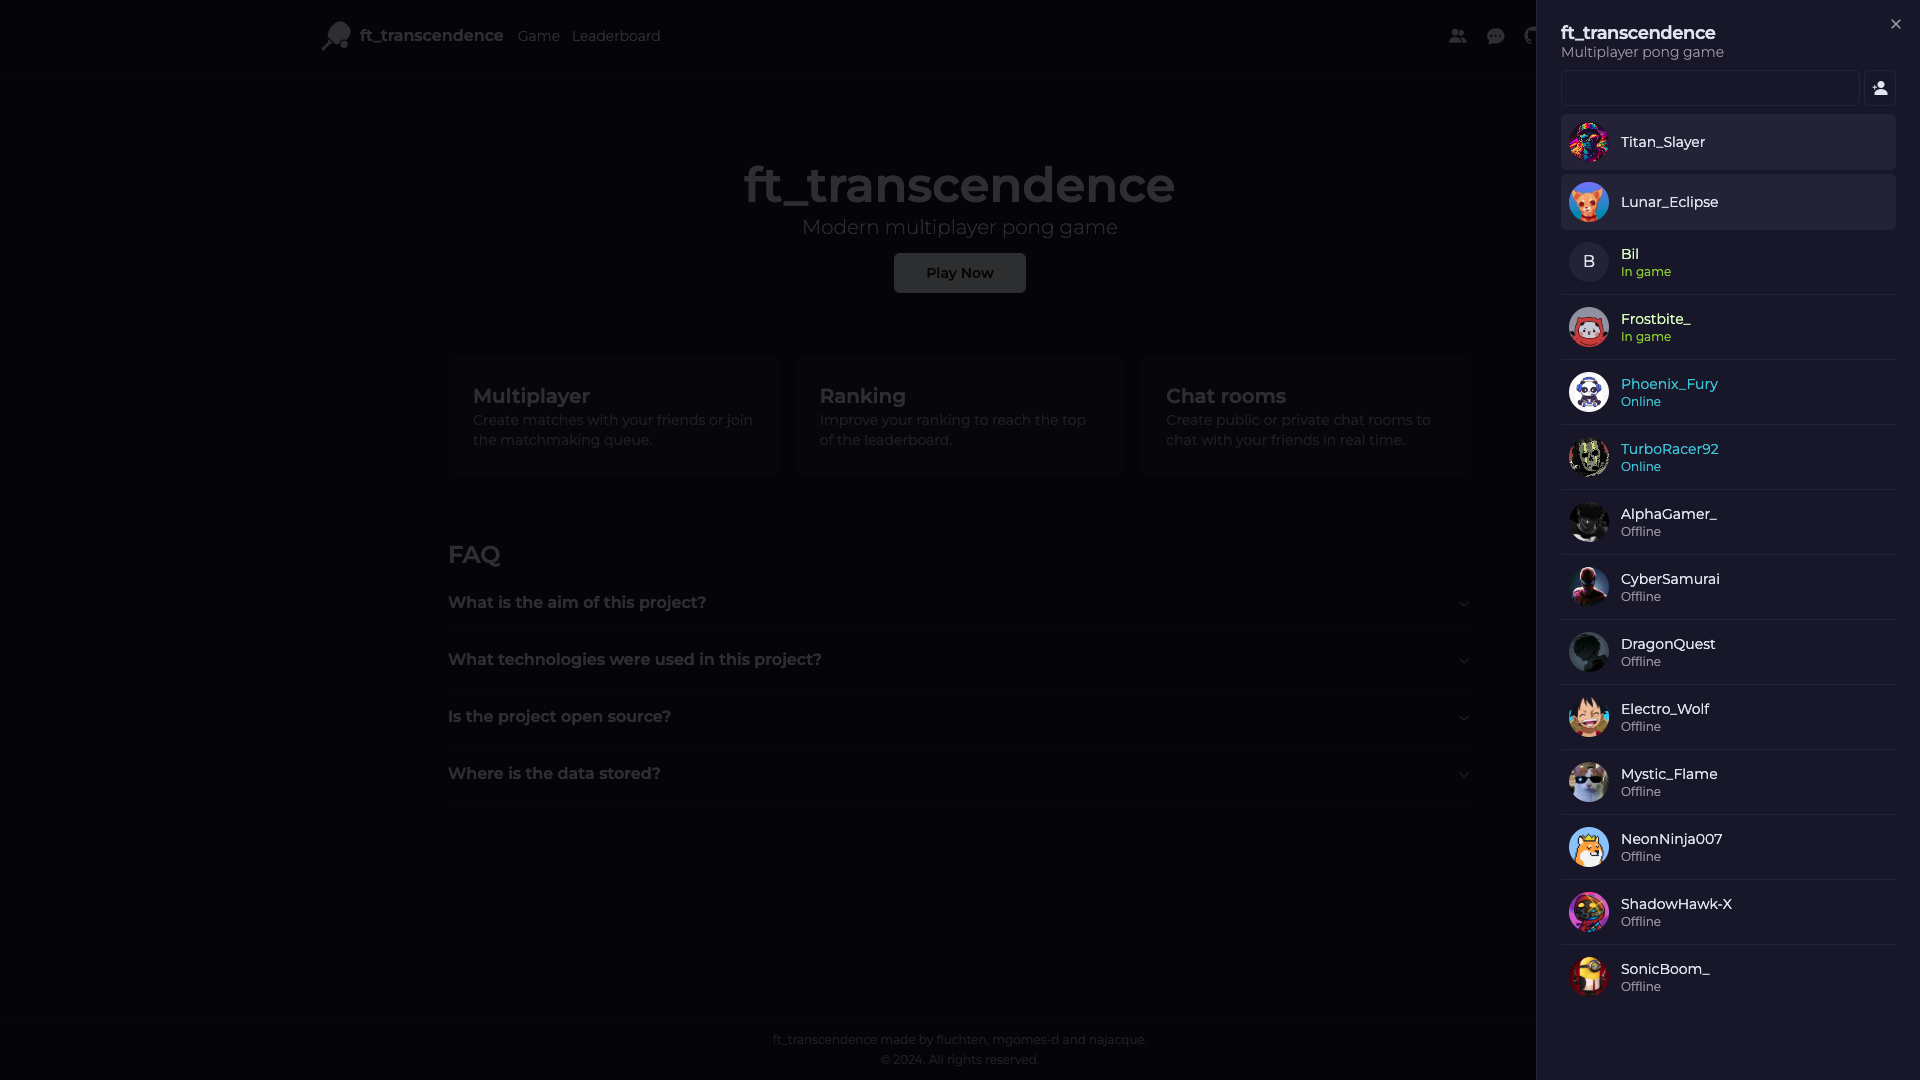 ft_transcendence Game Leaderboard
ft_transcendence
Modern multiplayer pong game
Play Now
Multiplayer
Create matches with your friends or join
the matchmaking queue.
Ranking
Improve your ranking to reach the top
of the leaderboard.
Chat rooms
Create public or private chat rooms to
chat with your friends in real time.
FAQ
What is the aim of this project?
What technologies were used in this project?
Is the project open source?
Where is the data stored?
ft_transcendence made by fluchten, mgomes-d and najacque.
© 2024. All rights reserved.
ft_transcendence
Multiplayer pong game
Titan_Slayer
Lunar_Eclipse
B
Bil
In game
Frostbite_
In game
Phoenix_Fury
Online
TurboRacer92
Online
AlphaGamer_
Offline
CyberSamurai
Offline
DragonQuest
Offline
Electro_Wolf
Offline
Mystic_Flame
Offline
NeonNinja007
Offline
ShadowHawk-X
Offline
SonicBoom_
Offline